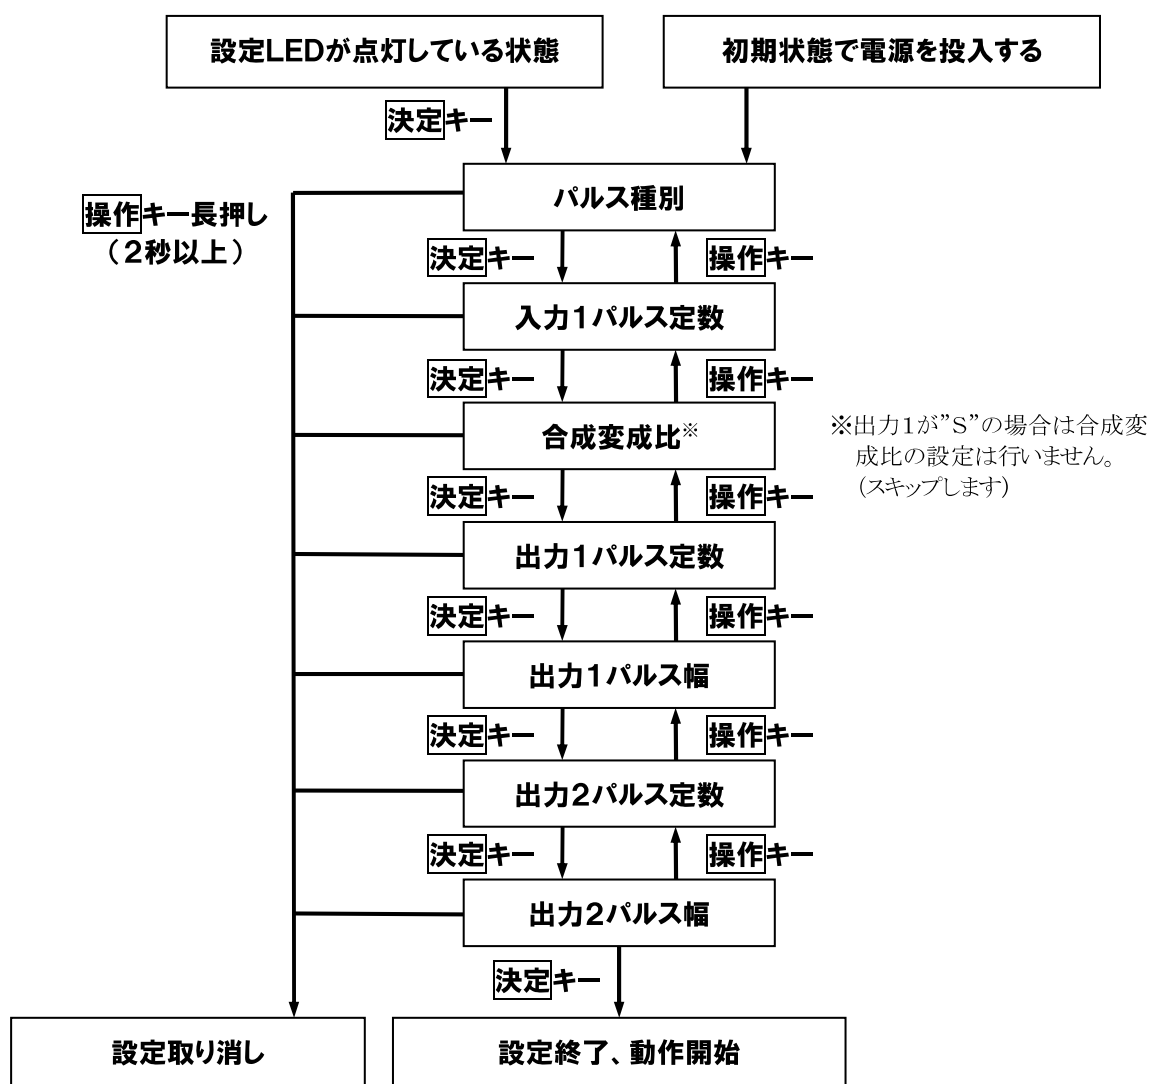 設定LEDが点灯している状態
初期状態で電源を投入する
決定キー
パルス種別
操作キー長押し
（２秒以上）
決定キー
操作キー
入力１パルス定数
決定キー
操作キー
合成変成比※
※出力１が”S”の場合は合成変
成比の設定は行いません。
（スキップします）
決定キー
操作キー
出力１パルス定数
決定キー
操作キー
出力１パルス幅
決定キー
操作キー
出力２パルス定数
決定キー
操作キー
出力２パルス幅
決定キー
設定取り消し
設定終了、動作開始